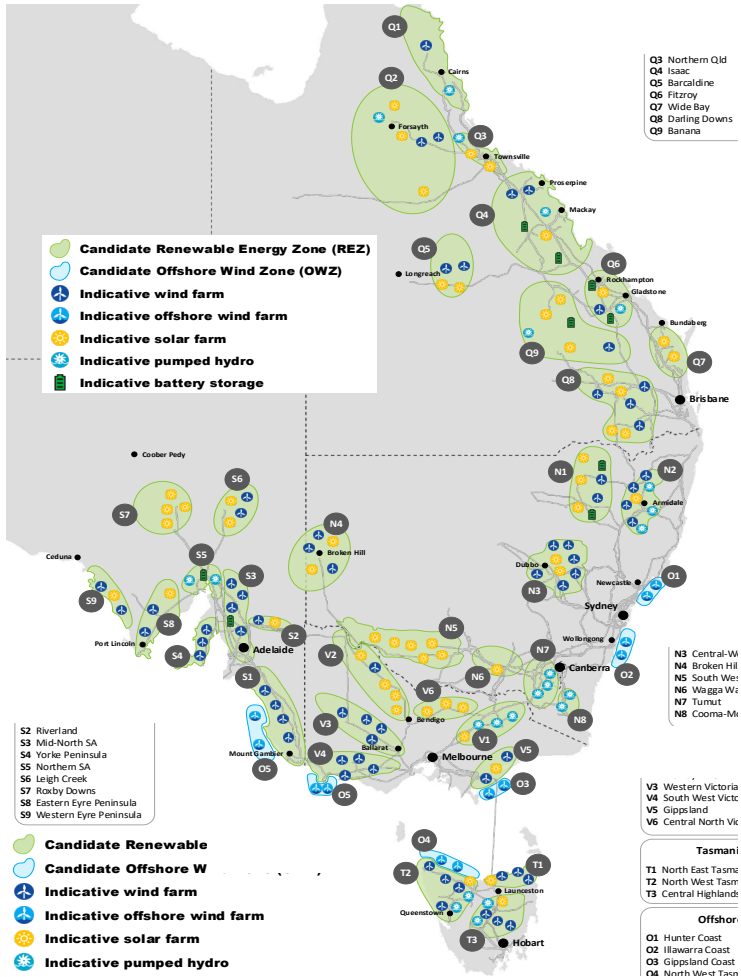 Q1
Cairns
Q2
Forsyth
Q3
Townsville
Q3 Northern Qld
Q4 Isaac
Q5 Barcaldine
Q6 Fitzroy
Q7 Wide Bay
Q8 Darling Downs
Q9 Banana
Proserpine
Q4
Mackay
Candidate Renewable Energy Zone (REZ)
Candidate Offshore Wind Zone (OWZ)
Indicative wind farm
Indicative offshore wind farm
Indicative solar farm
Indicative pumped hydro
Indicative battery storage
Q5
Longreach
Q6
Rockhampton
Gladstone
Bundaberg
Q9
Q7
Q8
Brisbane
Coober Pedy
S6
N1
N2
S7
Armidale
N4
Broken Hill
Ceduna
S5
S3
Dubbo
N3
Newcastle
O1
S9
S8
Sydney
Port Lincoln
S4
S2
Adelaide
N5
Wollongong
V2
N7
Canberra
O2
S1
N6
V6
N8
V3
Bendigo
V1
Mount Gambier
Ballarat
V4
Melbourne
V5
O5
O5
O3
N3 Central-We
N4 Broken Hil
N5 South Wes
N6 Wagga Wa
N7 Tumut
N8 Cooma-Mo
S2 Riverland
S3 Mid-North SA
S4 Yorke Peninsula
S5 Northern SA
S6 Leigh Creek
S7 Roxby Downs
S8 Eastern Eyre Peninsula
S9 Western Eyre Peninsula
V3 Western Victoria
V4 South West Victo
V5 Gippsland
V6 Central North Vic
Candidate Renewable
Candidate Offshore W
Indicative wind farm
Indicative offshore wind farm
Indicative solar farm
Indicative pumped hydro
O4
T2
T1
Launceston
Queenstown
T3
Hobart
Tasmani
T1 North East Tasma
T2 North West Tasm
T3 Central Highlands
Offshor
O1 Hunter Coast
O2 Illawarra Coast
O3 Gippsland Coast
O4 North West Tasm